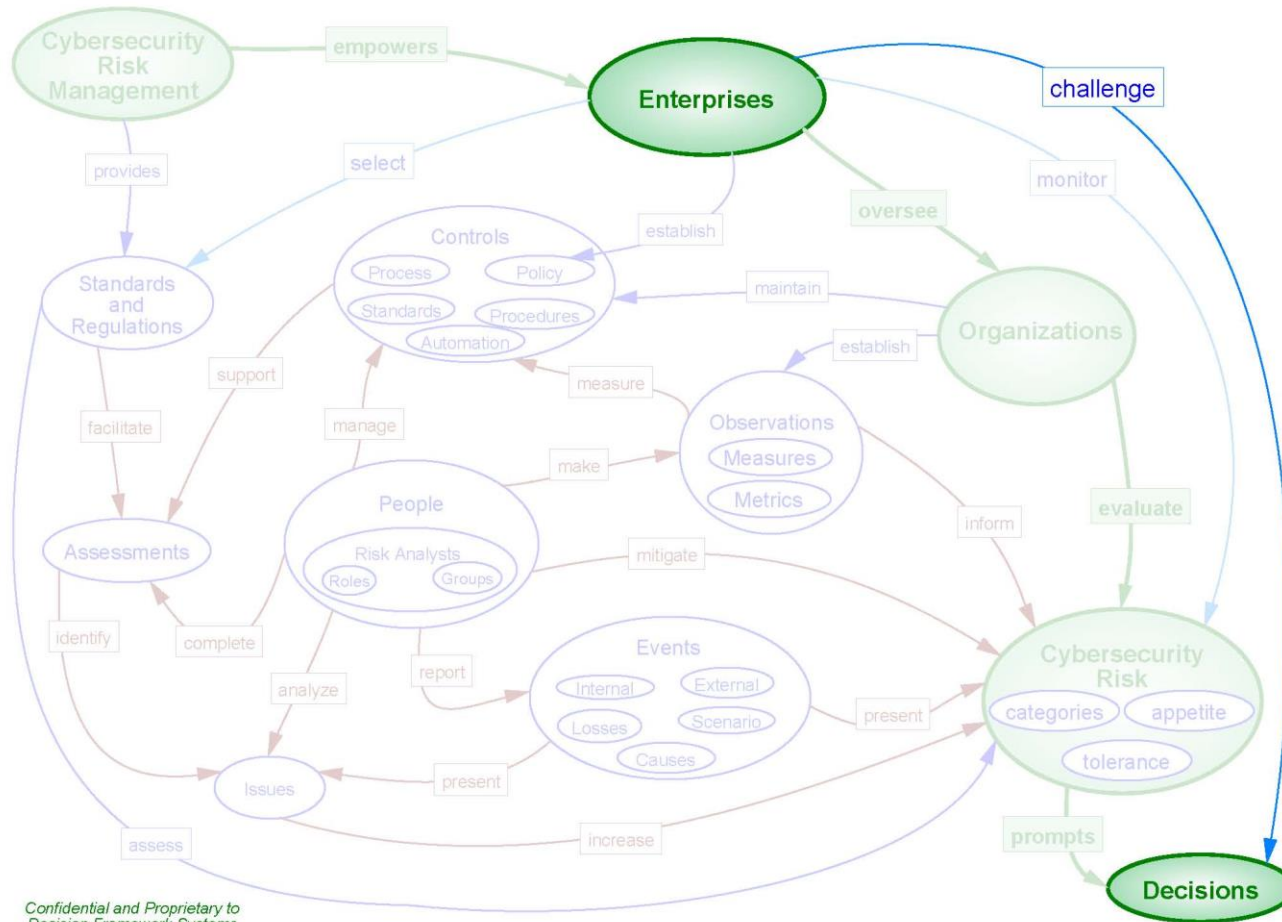 Cybersecurity
Risk
Management
empowers
Enterprises
challenge
provides
select
monitor
oversee
establish
Controls
Process
Policy
Standards
Procedures
Automation
Standards
and
Regulations
maintain
Organizations
establish
support
measure
facilitate
manage
Observations
Measures
Metrics
make
People
Risk Analysts
Roles
Groups
evaluate
inform
Assessments
mitigate
identify
complete
analyze
report
Events
Internal
External
Losses
Scenario
Causes
present
Cybersecurity
Risk
categories
appetite
tolerance
Issues
present
increase
assess
prompts
Decisions
Confidential and Proprietary to
Decision Framework Systems